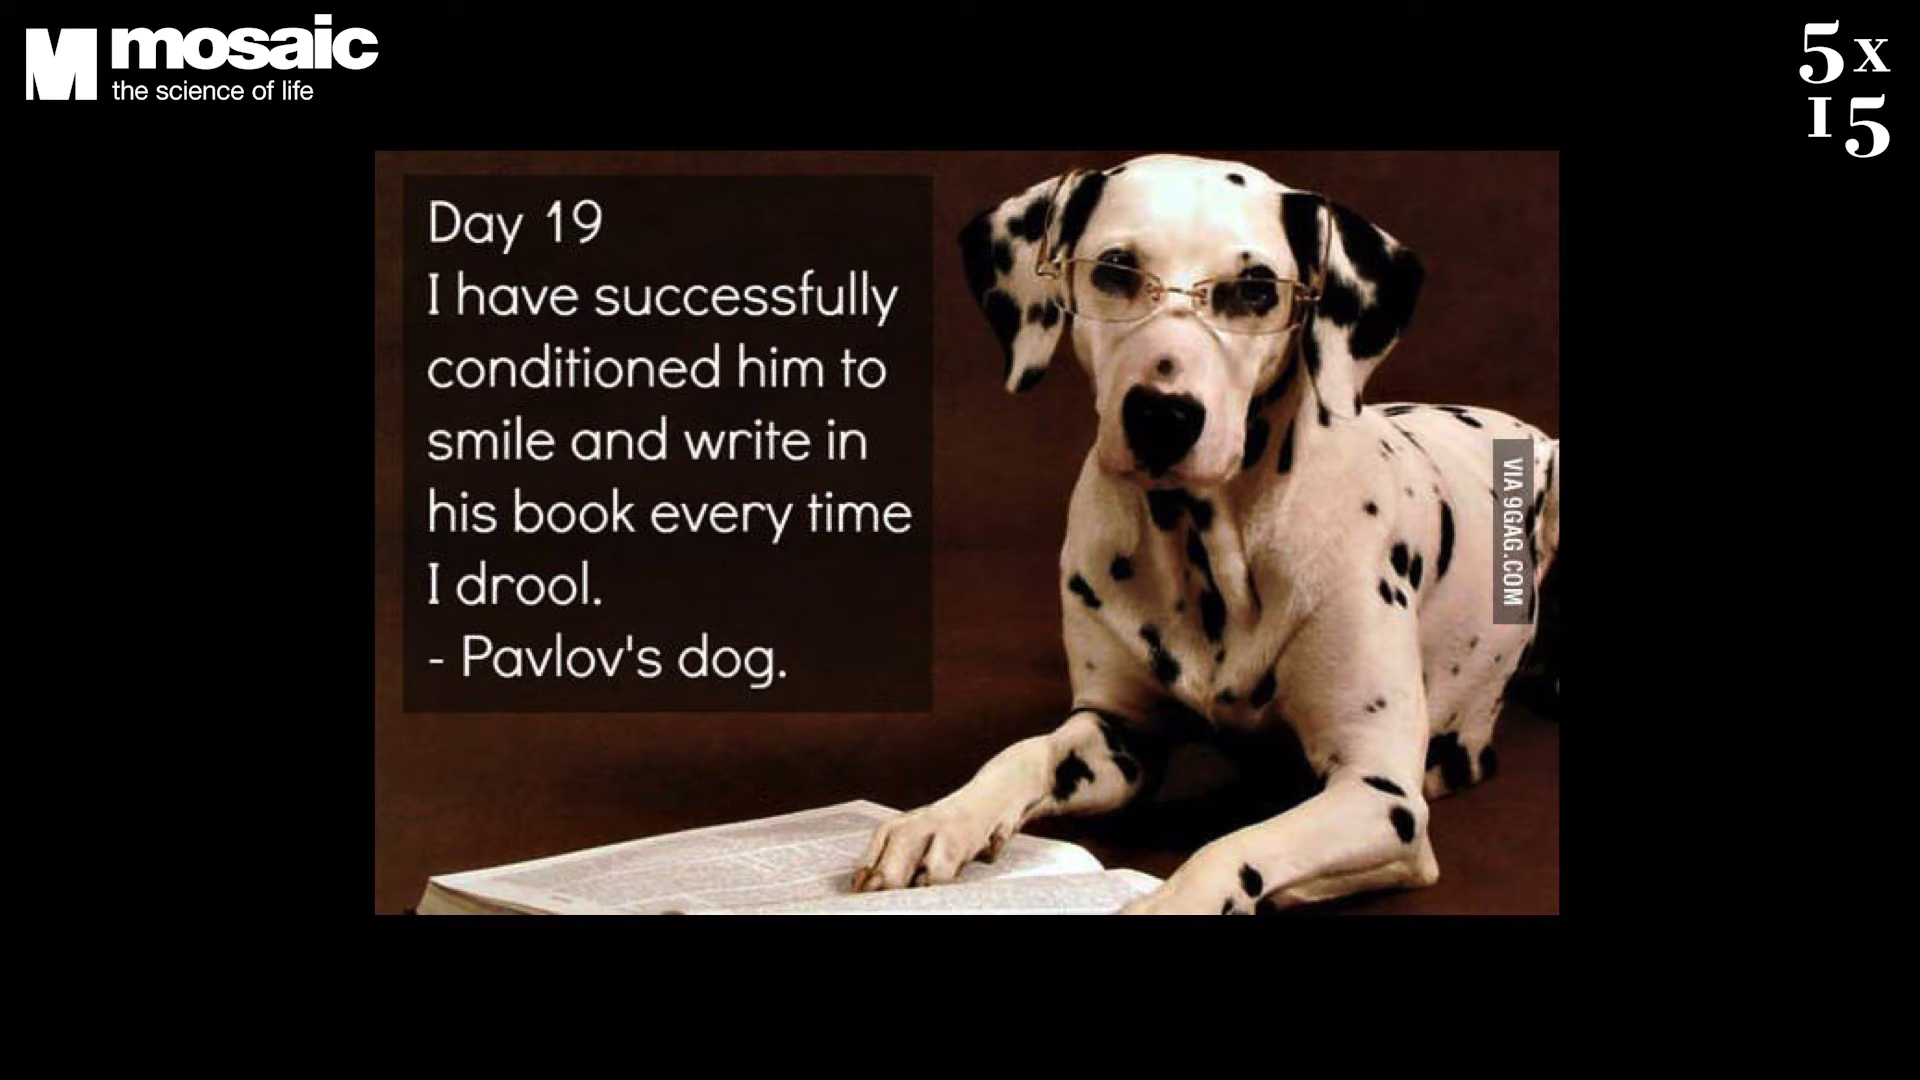 mosaic
the science of life
5x
15
Day 19
I have successfully
conditioned him to
smile and write in
his book every time
I drool.
- Pavlov's dog.
VIA 9GAG.COM